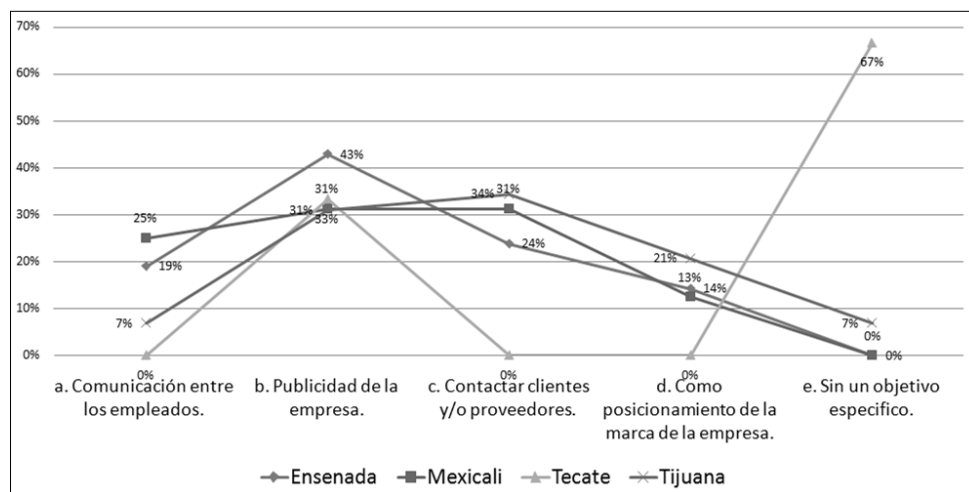 70%
60%
50%
40%
30%
20%
10%
0%
25%
19%
7%
0%
43%
31%
31%
33%
34%
31%
24%
0%
21%
13%
14%
0%
67%
7%
0%
0%
a. Comunicación entre
los empleados.
b. Publicidad de la
empresa.
c. Contactar clientes
y/o proveedores.
d. Como
posicionamiento de la
marca de la empresa.
e. Sin un objetivo
especifico.
Ensenada
Mexicali
Tecate
Tijuana